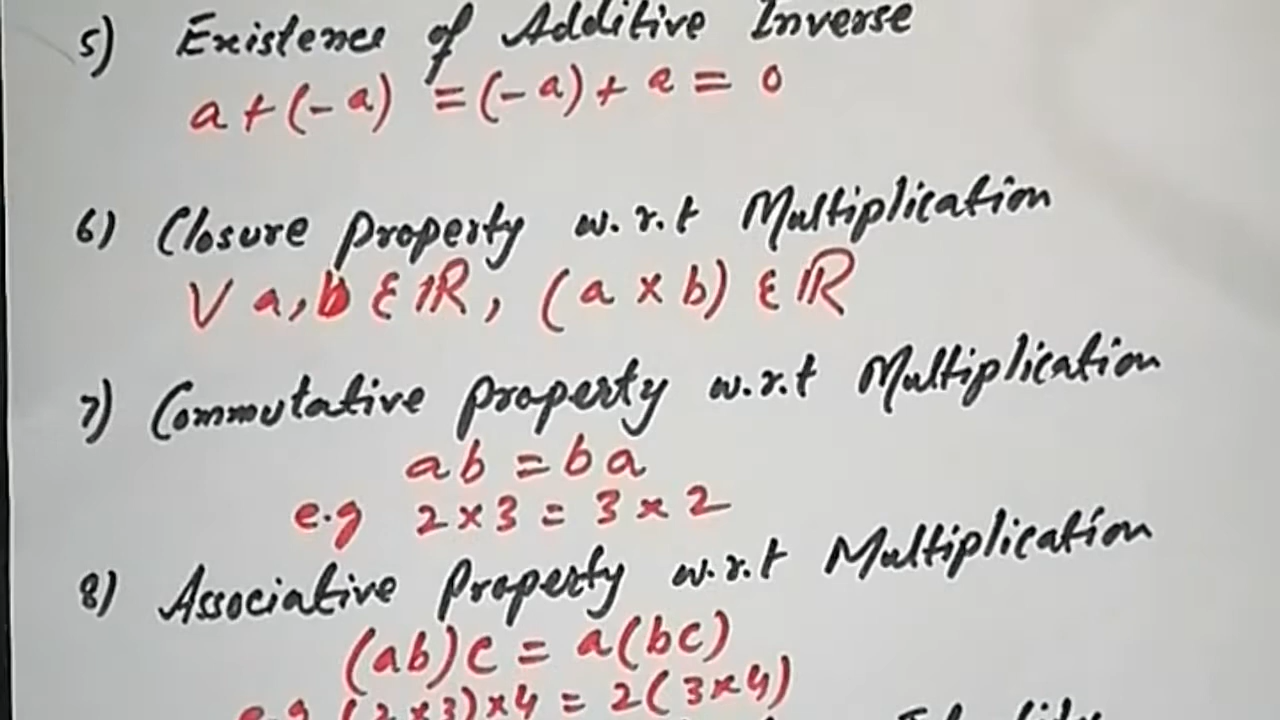 5) Existence of Additive Inverse
a + (-a) = (-a) + a = 0
6) Closure Property w.r.t Multiplication
∀ a, b ∈ ℝ, (a × b) ∈ ℝ
7) Commutative Property w.r.t Multiplication
ab = ba
e.g 2 × 3 = 3 × 2
8) Associative Property w.r.t Multiplication
(ab)c = a(bc)
e.g (2 × 3) × 4 = 2(3 × 4)